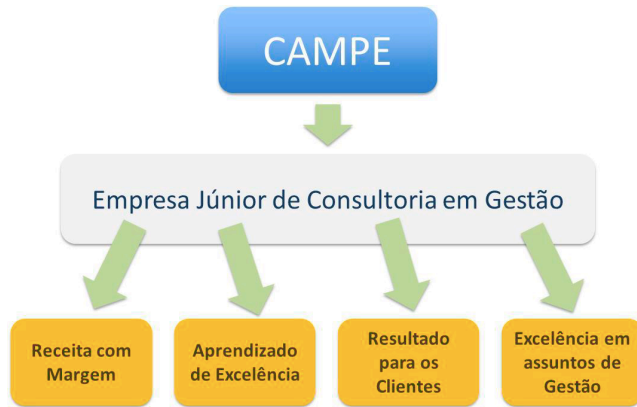 CAMPE
Empresa Júnior de Consultoria em Gestão
Receita com
Margem
Aprendizado
de Excelência
Resultado
para os
Clientes
Excelência em
assuntos de
Gestão